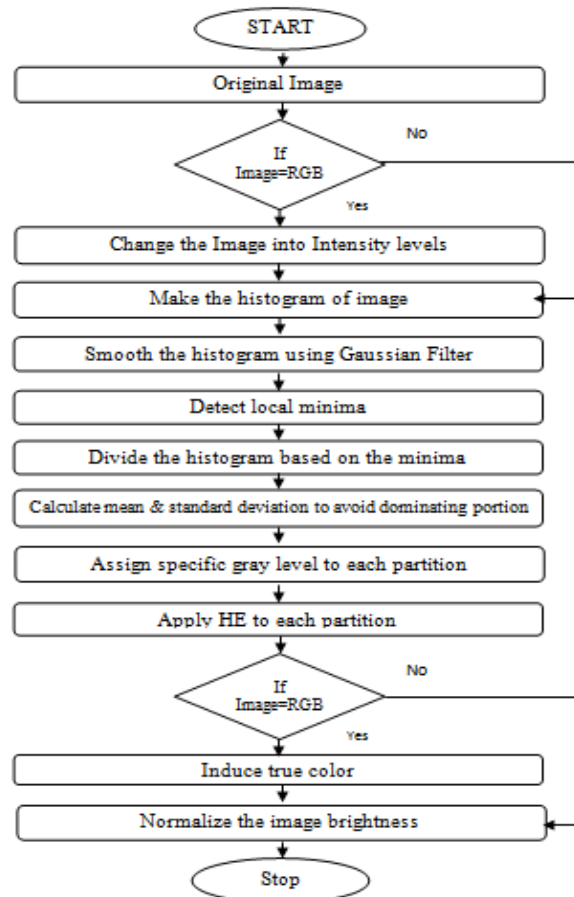 START
Original Image
No
If
Image=RGB
Yes
Change the Image into Intensity levels
Make the histogram of image
Smooth the histogram using Gaussian Filter
Detect local minima
Divide the histogram based on the minima
Calculate mean & standard deviation to avoid dominating portion
Assign specific gray level to each partition
Apply HE to each partition
No
If
Image=RGB
Yes
Induce true color
Normalize the image brightness
Stop